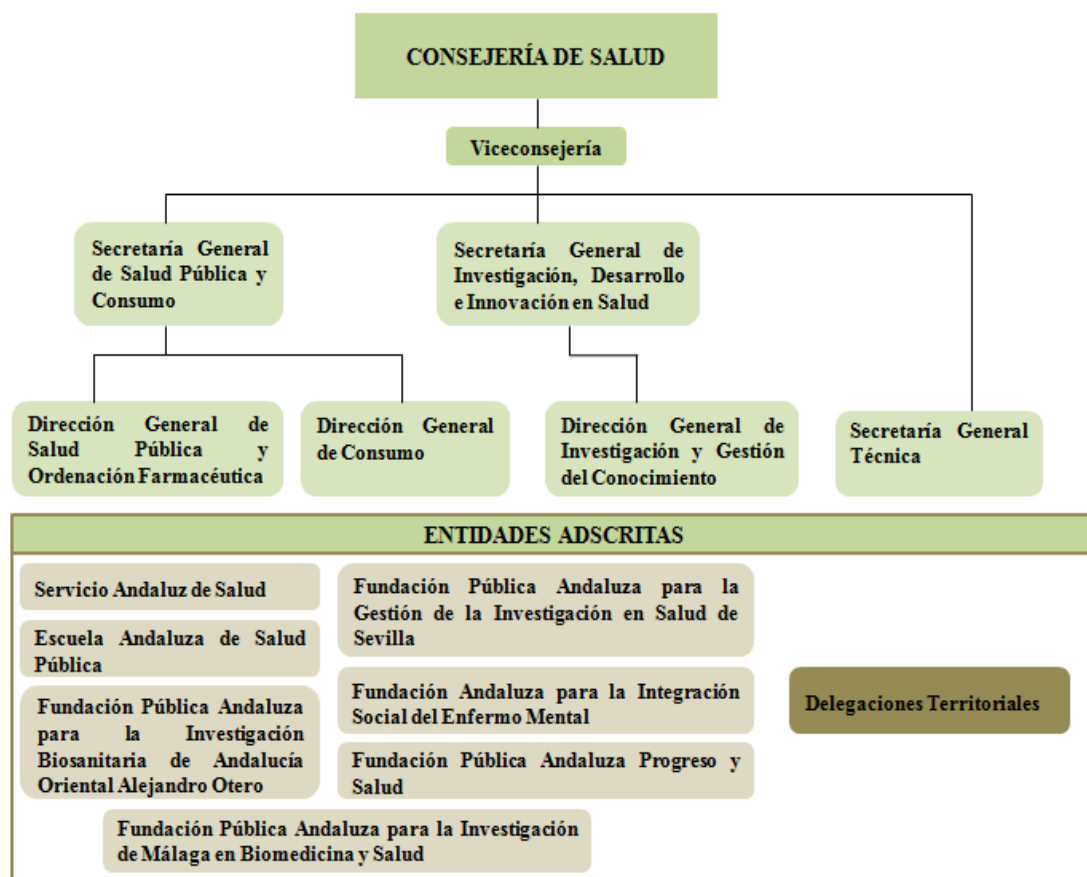 CONSEJERÍA DE SALUD
Viceconsejería
Secretaría General
de Salud Pública y
Consumo
Secretaría General de
Investigación, Desarrollo
e Innovación en Salud
Dirección General de
Salud Pública y
Ordenación Farmacéutica
Dirección General
de Consumo
Dirección General de
Investigación y Gestión
del Conocimiento
Secretaría General
Técnica
ENTIDADES ADSCRITAS
Servicio Andaluz de Salud
Escuela Andaluza de Salud
Pública
Fundación Pública Andaluza
para la Investigación
Biosanitaria de Andalucía
Oriental Alejandro Otero
Fundación Pública Andaluza para la
Gestión de la Investigación en Salud de
Sevilla
Fundación Andaluza para la Integración
Social del Enfermo Mental
Fundación Pública Andaluza Progreso y
Salud
Fundación Pública Andaluza para la Investigación
de Málaga en Biomedicina y Salud
Delegaciones Territoriales